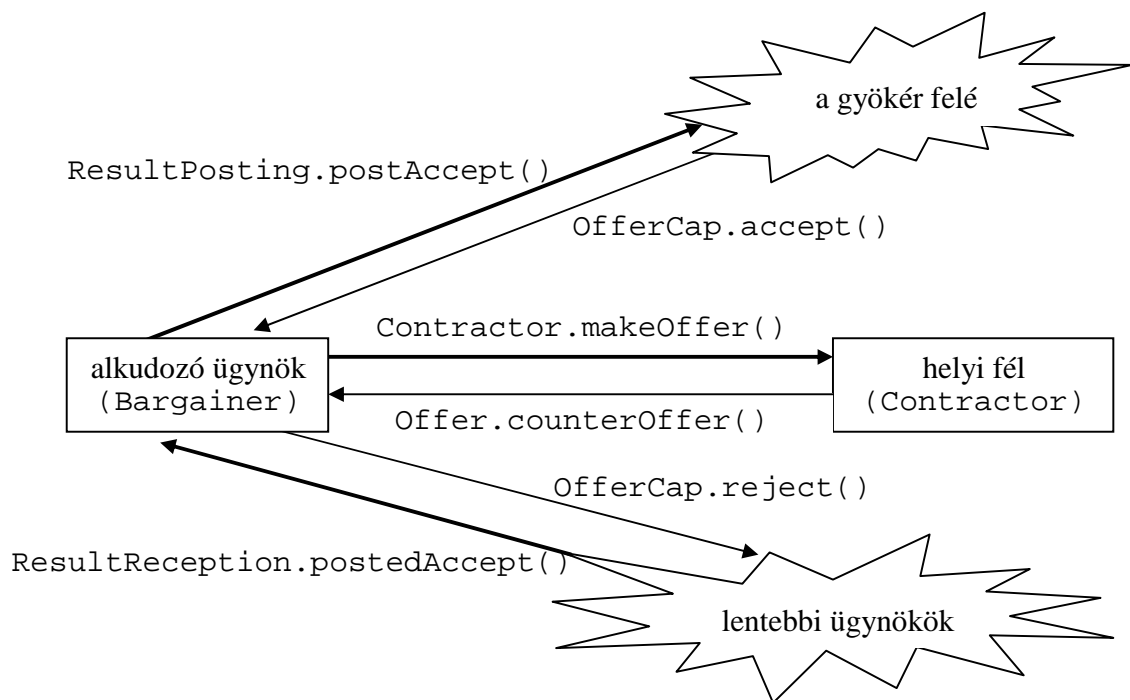 a gyökér felé
ResultPosting.postAccept()
OfferCap.accept()
Contractor.makeOffer()
alkudozó ügynök
(Bargainer)
helyi fél
(Contractor)
Offer.counterOffer()
OfferCap.reject()
ResultReception.postedAccept()
lentebbi ügynökök